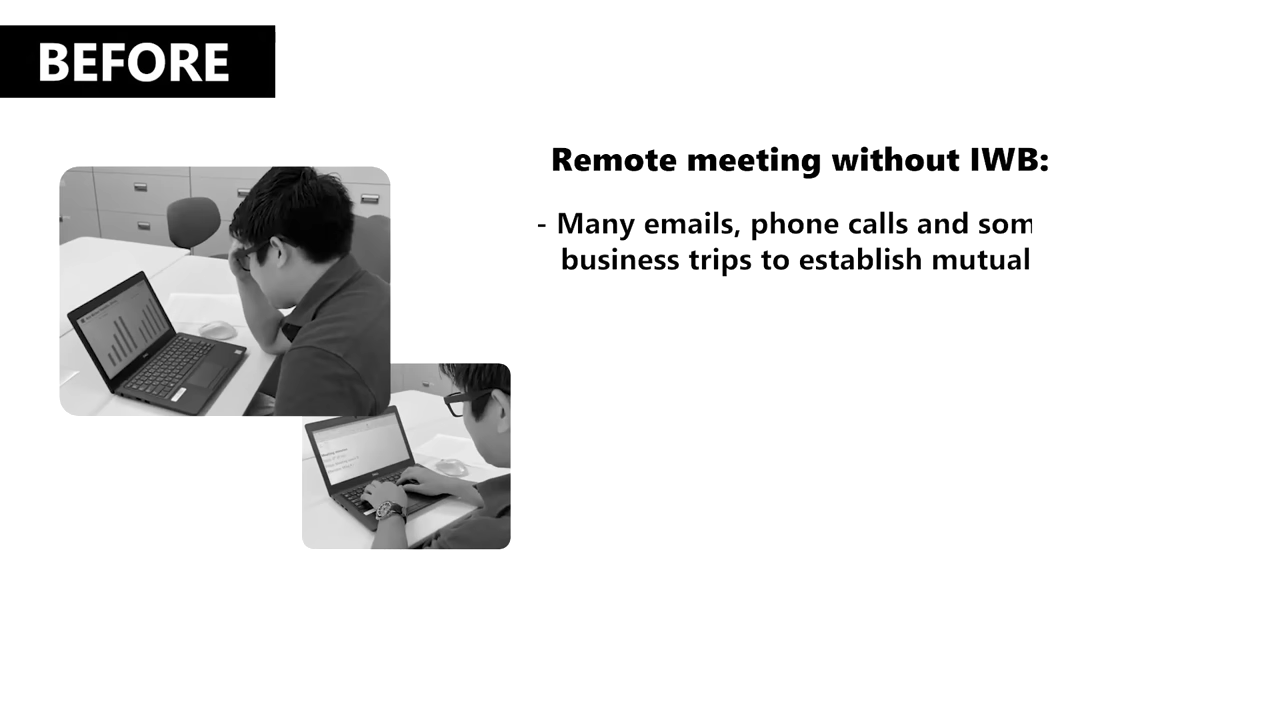 BEFORE
Remote meeting without IWB:
- Many emails, phone calls and som
business trips to establish mutual